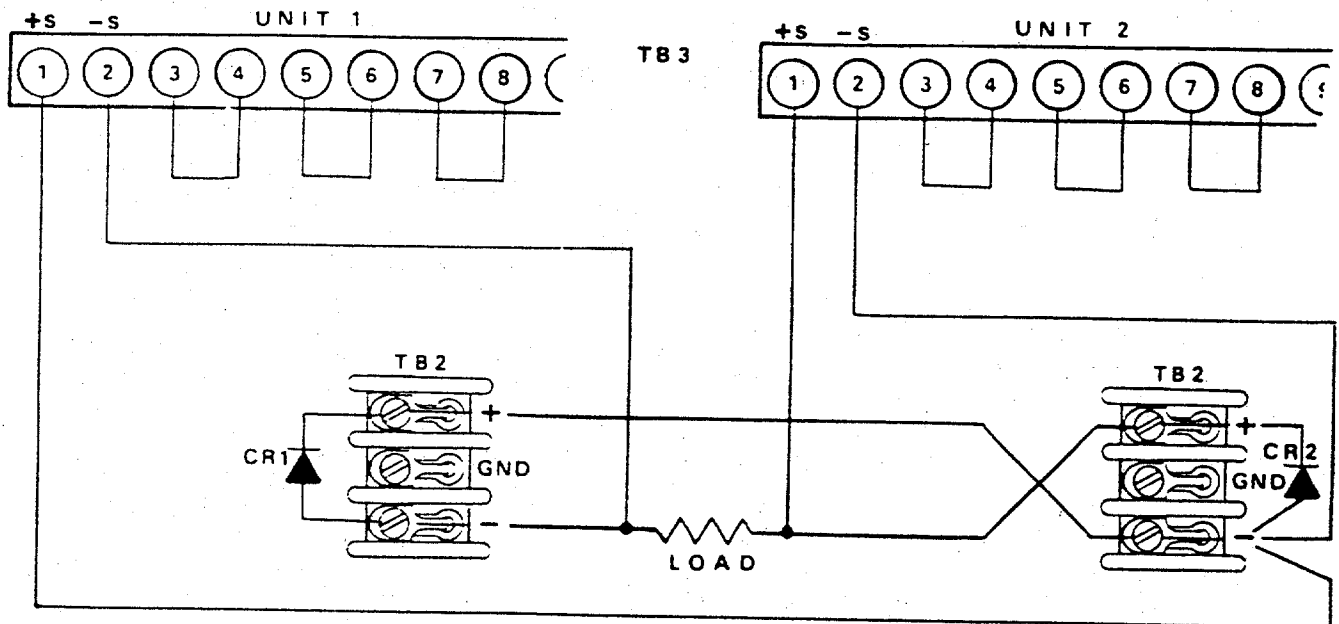 UNIT 1
+S -S
1 2 3 4 5 6 7 8
TB3
UNIT 2
+S -S
1 2 3 4 5 6 7 8 9
TB2
+
CR1
GND
-
LOAD
TB2
+
CR2
GND
-